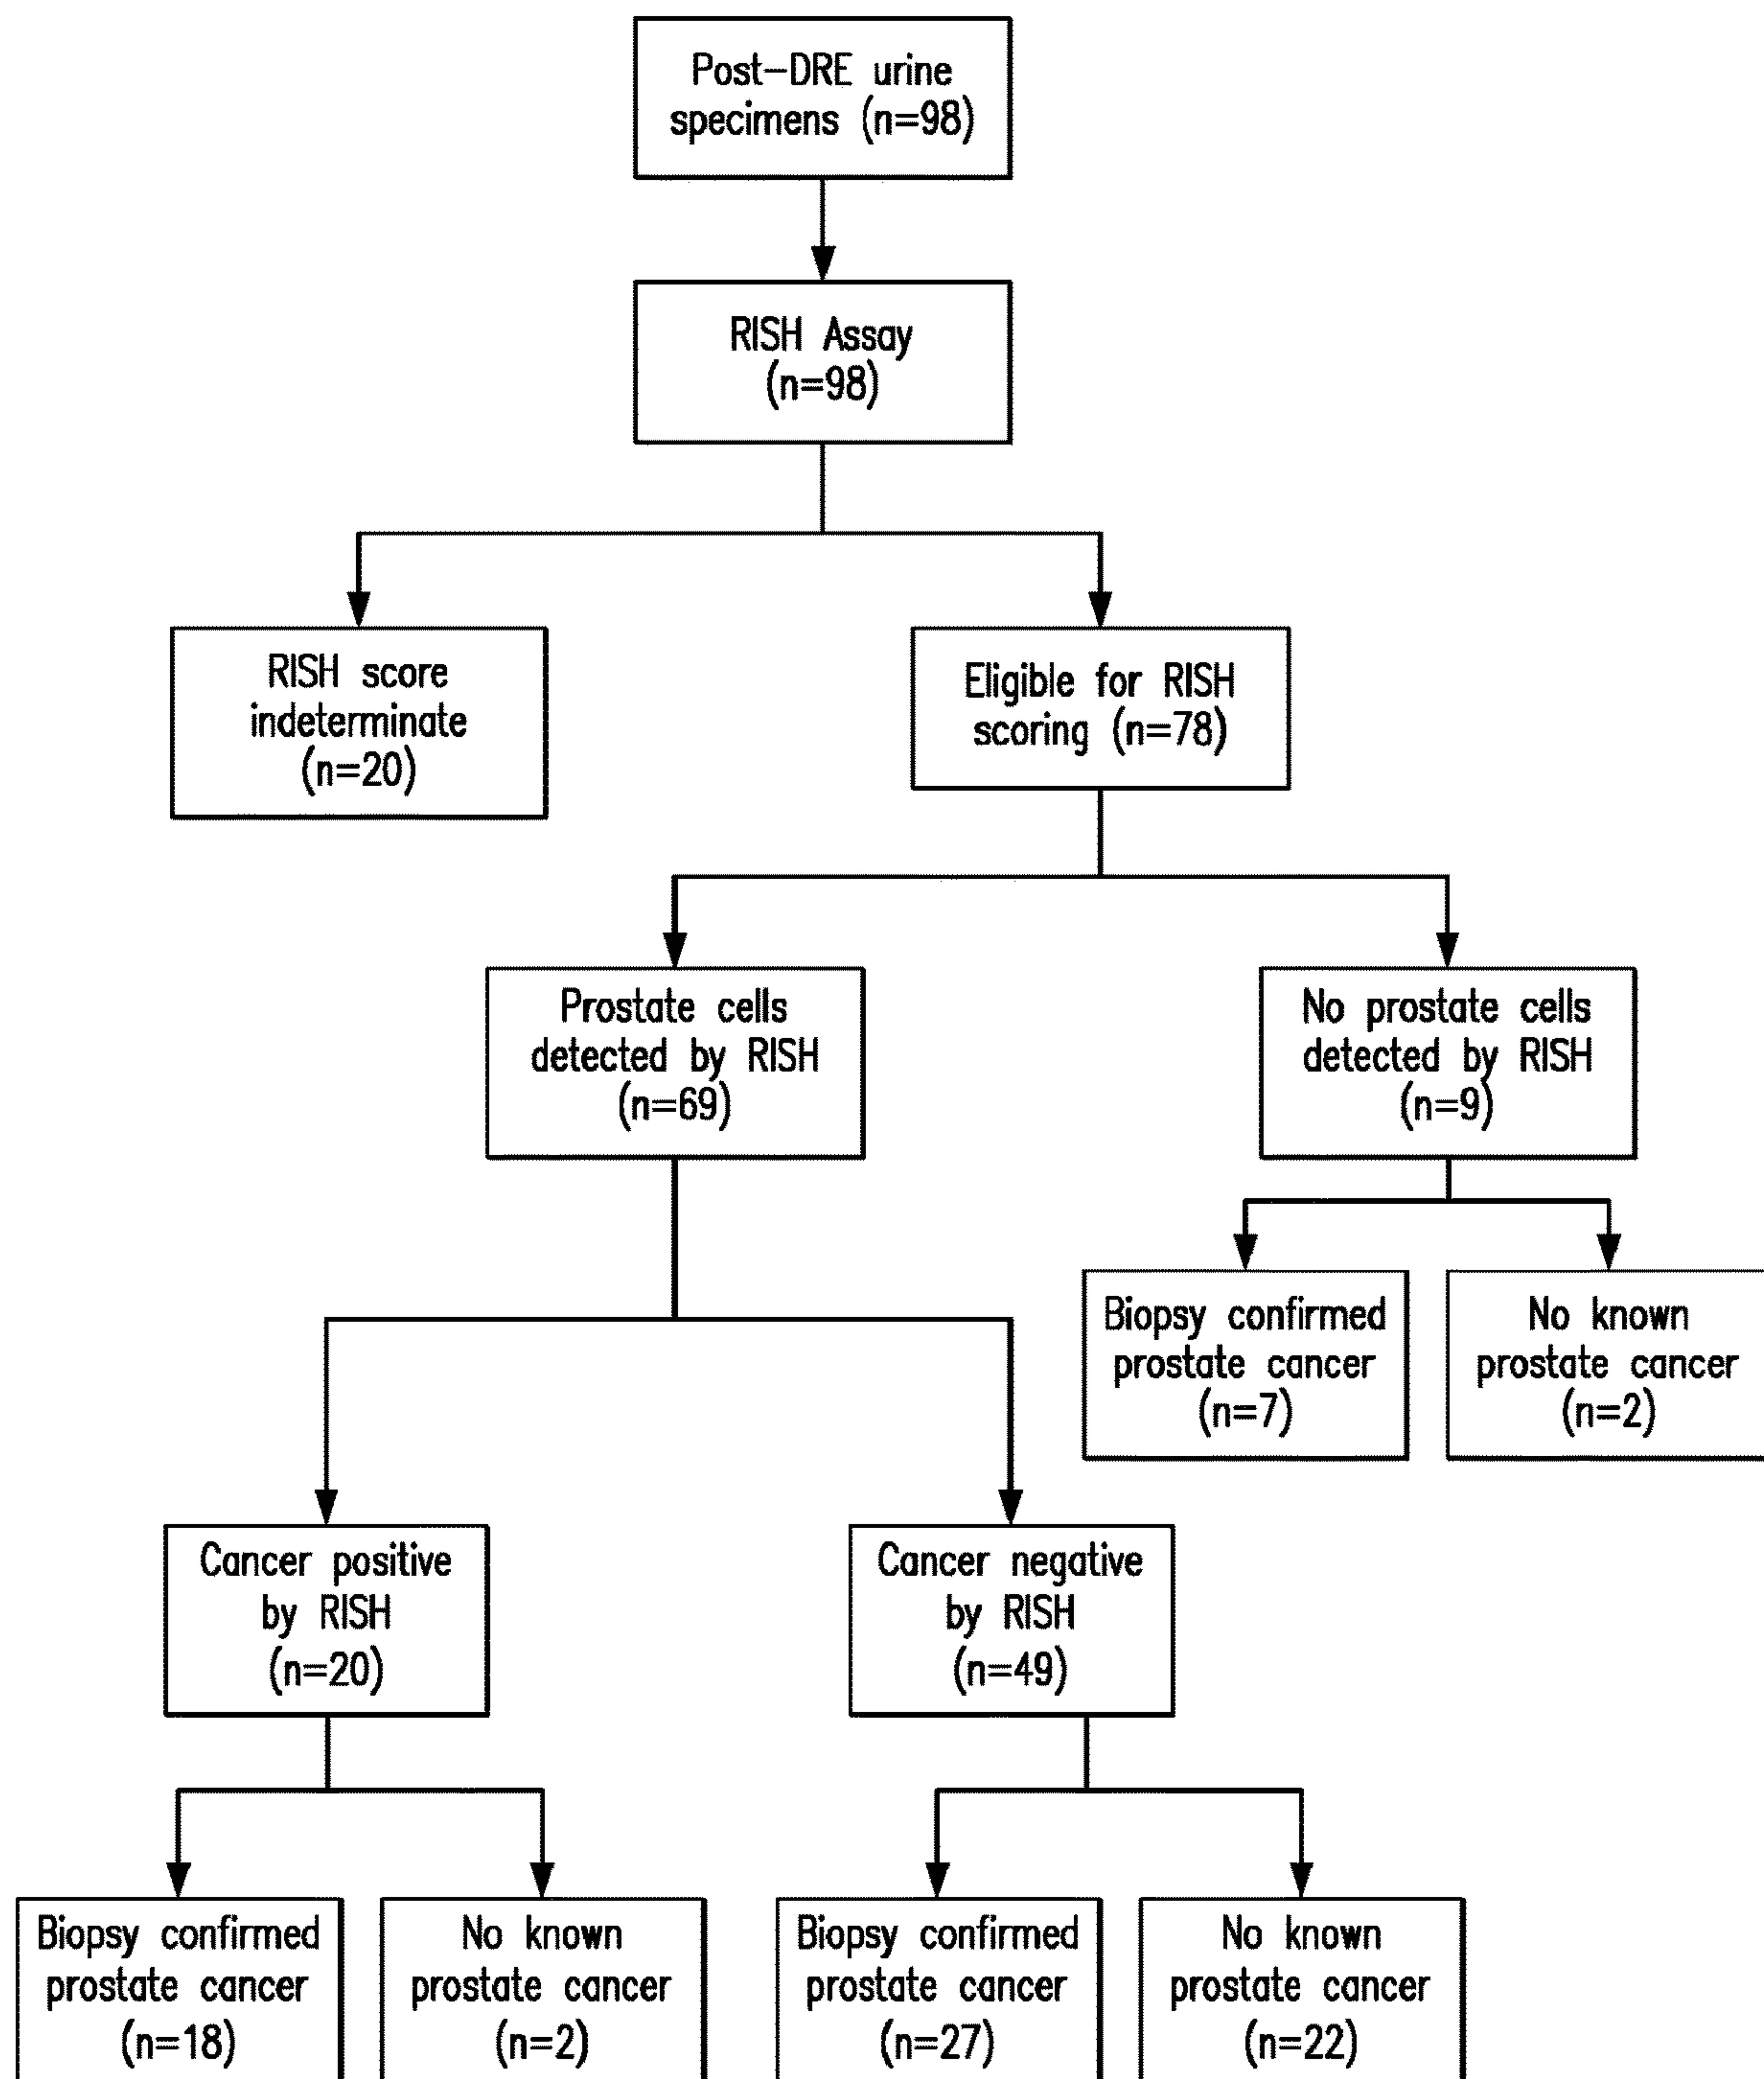 Post-DRE urine
specimens (n=98)
RISH Assay
(n=98)
RISH score
indeterminate
(n=20)
Eligible for RISH
scoring (n=78)
Prostate cells
detected by RISH
(n=69)
No prostate cells
detected by RISH
(n=9)
Biopsy confirmed
prostate cancer
(n=7)
No known
prostate cancer
(n=2)
Cancer positive
by RISH
(n=20)
Cancer negative
by RISH
(n=49)
Biopsy confirmed
prostate cancer
(n=18)
No known
prostate cancer
(n=2)
Biopsy confirmed
prostate cancer
(n=27)
No known
prostate cancer
(n=22)